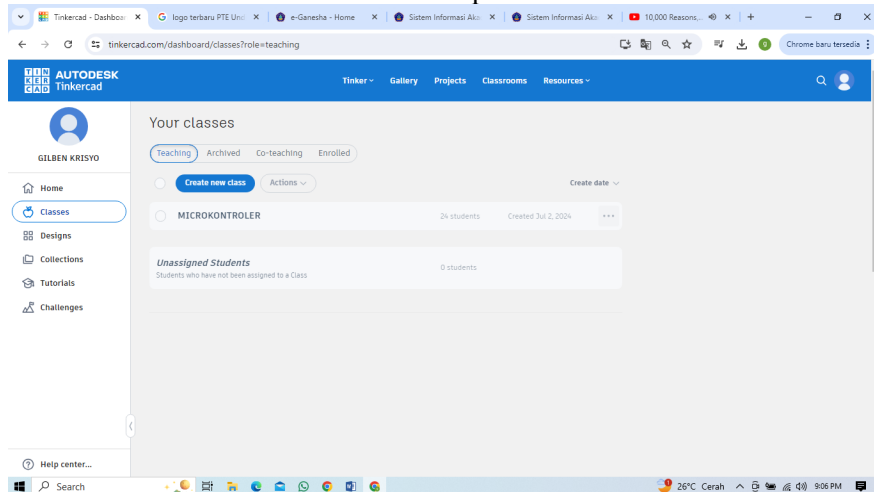 Tinkercad - Dashboar
logo terbaru PTE Und
e-Ganesha - Home
Sistem Informasi Aka
Sistem Informasi Aka
10,000 Reasons,
tinkercad.com/dashboard/classes?role=teaching
Chrome baru tersedia
TIN KER CAD AUTODESK Tinkercad
Tinker Gallery Projects Classrooms Resources
GILBEN KRISYO
Home
Classes
Designs
Collections
Tutorials
Challenges
Help center...
Your classes
Teaching Archived Co-teaching Enrolled
Create new class Actions Create date
MICROKONTROLER 24 students Created Jul 2, 2024
Unassigned Students 0 students
Students who have not been assigned to a Class
Search 26°C Cerah 9:06 PM